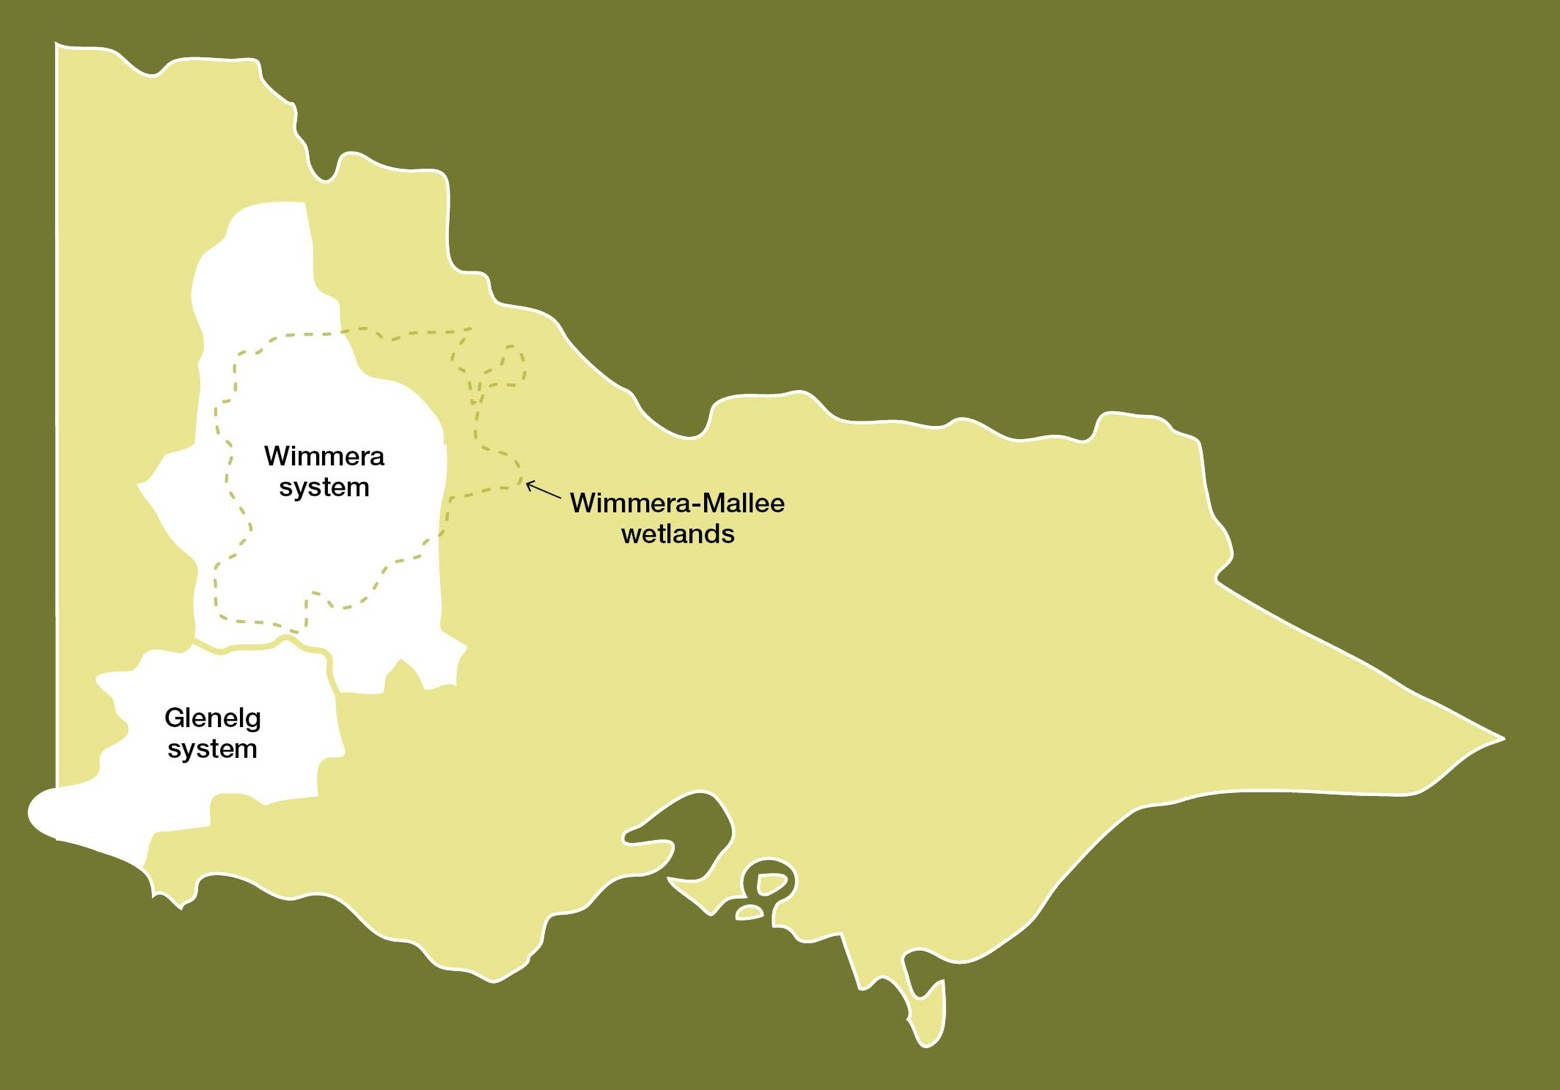 Wimmera
system
Wimmera-Mallee
wetlands
Glenelg
system